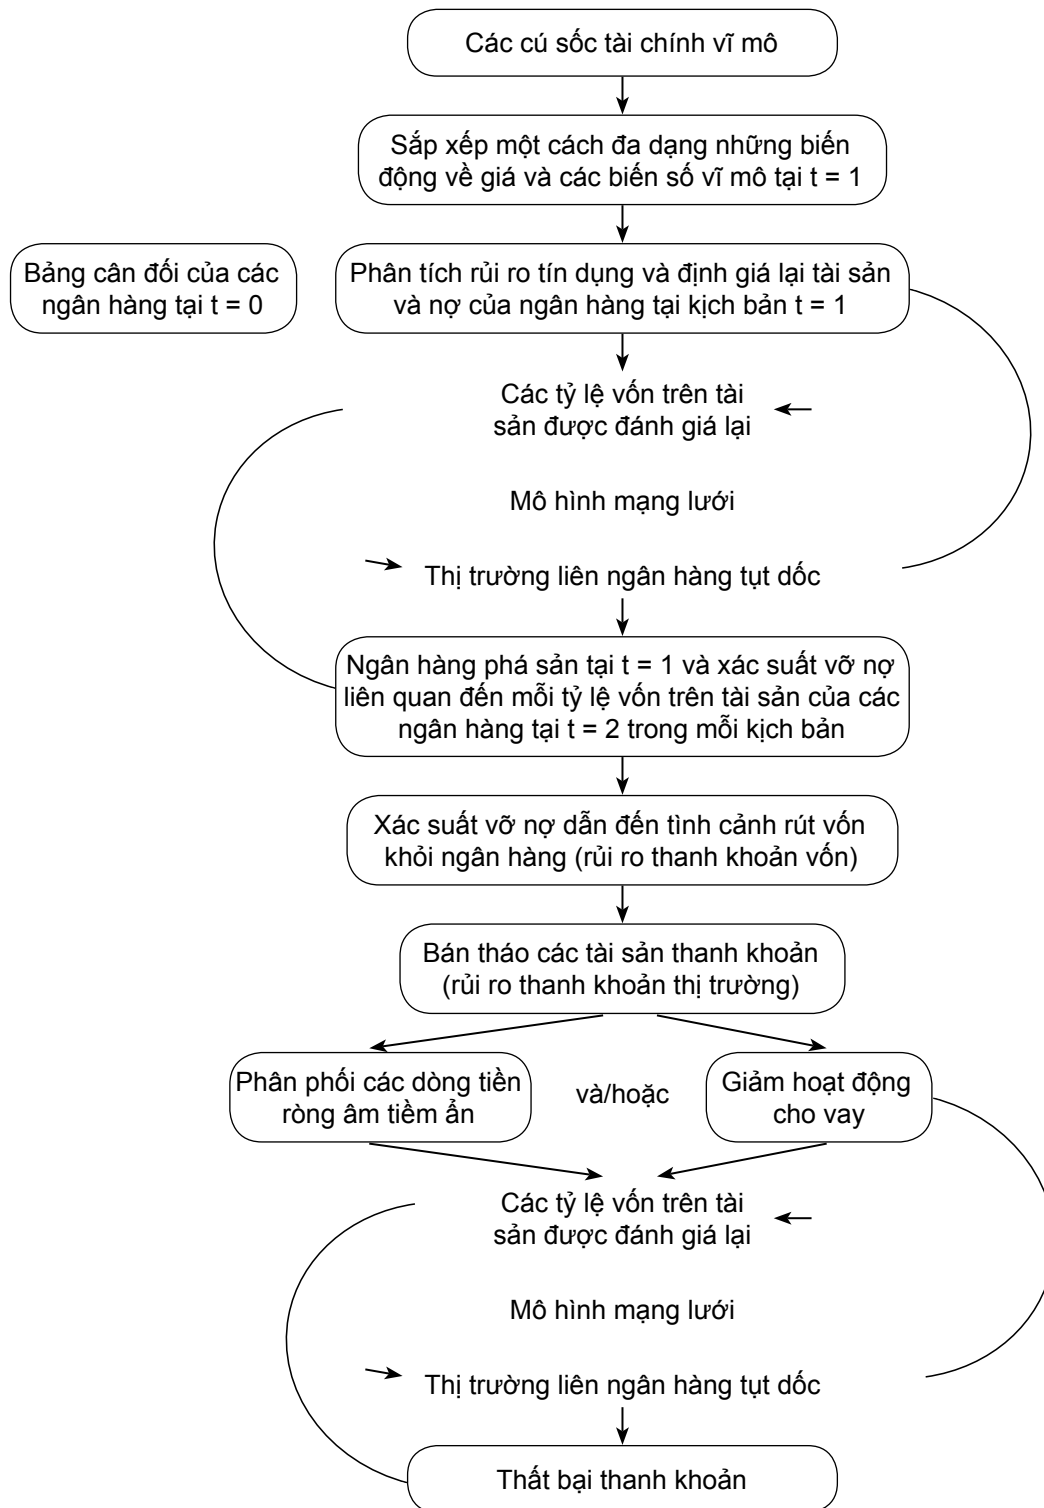 Các cú sốc tài chính vĩ mô
Sắp xếp một cách đa dạng những biến
động về giá và các biến số vĩ mô tại t = 1
Bảng cân đối của các
ngân hàng tại t = 0
Phân tích rủi ro tín dụng và định giá lại tài sản
và nợ của ngân hàng tại kịch bản t = 1
Các tỷ lệ vốn trên tài
sản được đánh giá lại
Mô hình mạng lưới
Thị trường liên ngân hàng tụt dốc
Ngân hàng phá sản tại t = 1 và xác suất vỡ nợ
liên quan đến mỗi tỷ lệ vốn trên tài sản của các
ngân hàng tại t = 2 trong mỗi kịch bản
Xác suất vỡ nợ dẫn đến tình cảnh rút vốn
khỏi ngân hàng (rủi ro thanh khoản vốn)
Bán tháo các tài sản thanh khoản
(rủi ro thanh khoản thị trường)
Phân phối các dòng tiền
ròng âm tiềm ẩn
và/hoặc
Giảm hoạt động
cho vay
Các tỷ lệ vốn trên tài
sản được đánh giá lại
Mô hình mạng lưới
Thị trường liên ngân hàng tụt dốc
Thất bại thanh khoản